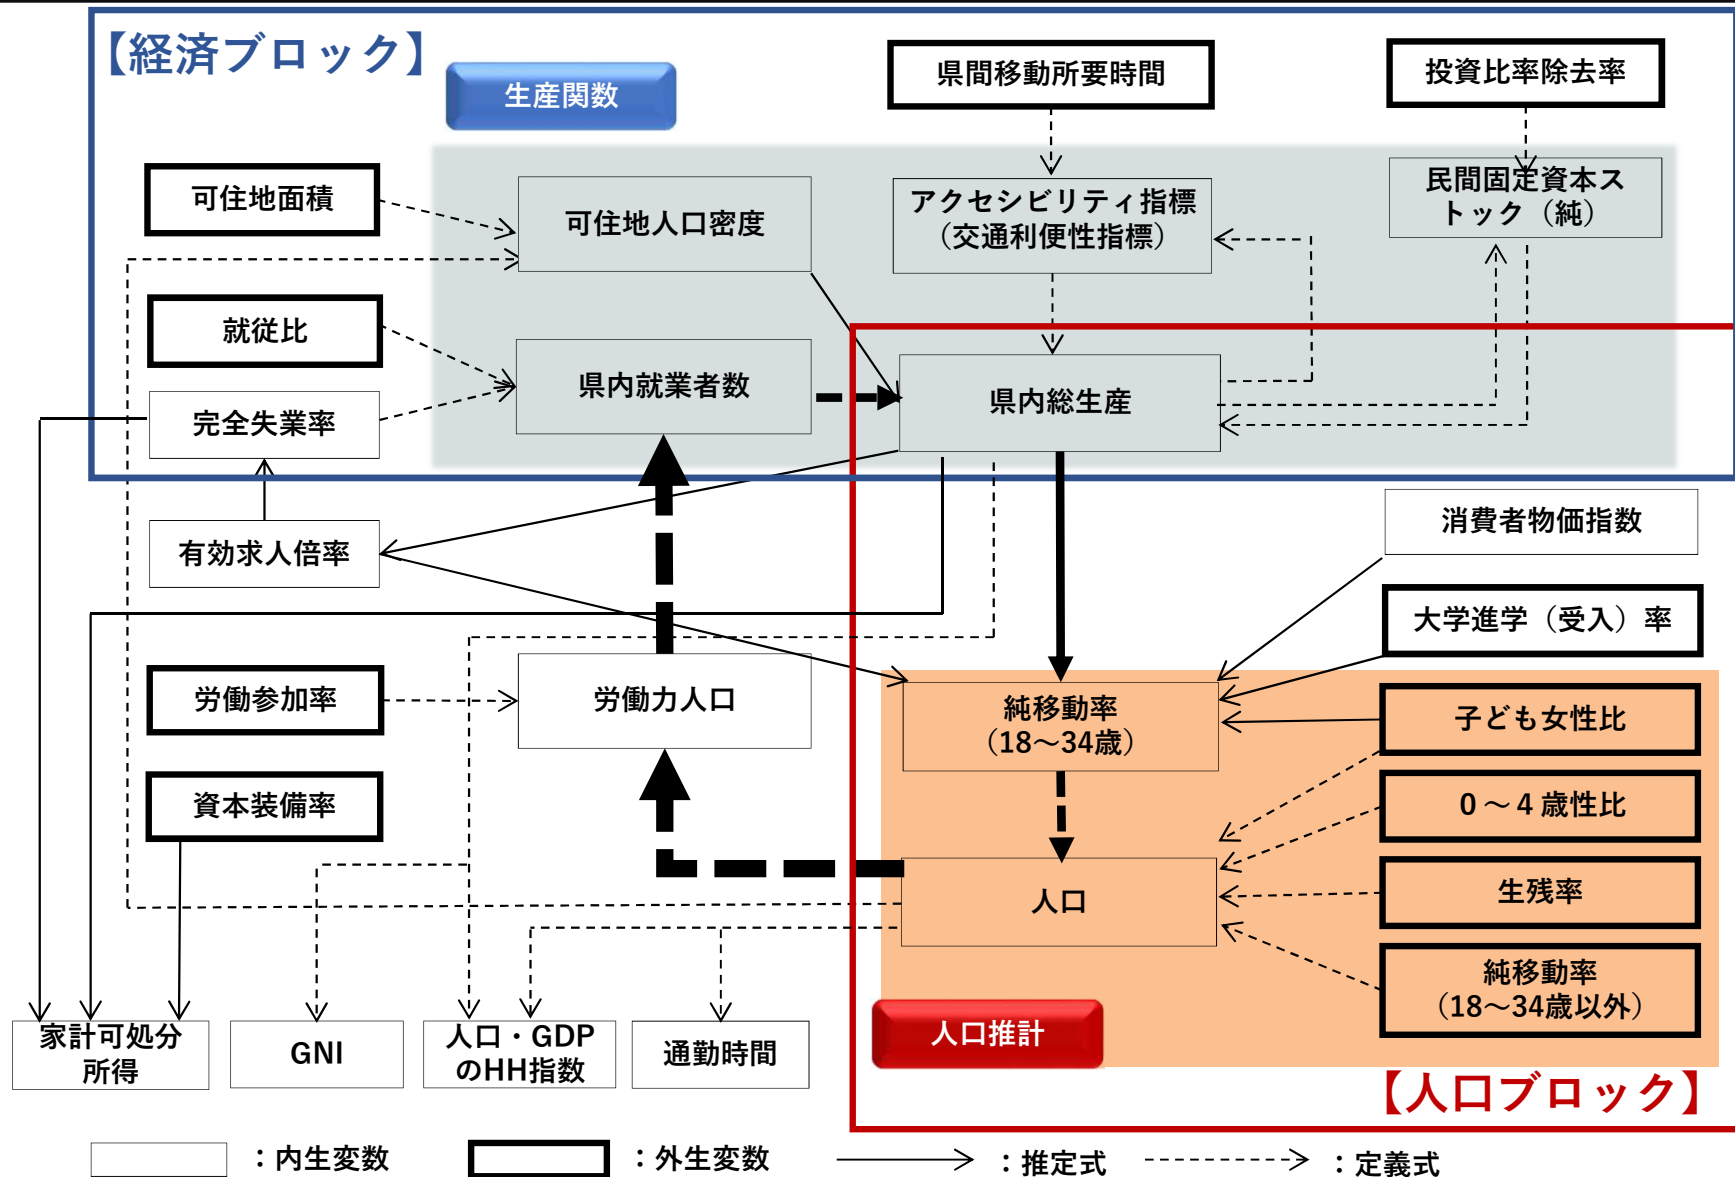 【経済ブロック】
生産関数
県間移動所要時間
投資比率除去率
可住地面積
可住地人口密度
アクセシビリティ指標
（交通利便性指標）
民間固定資本ス
トック（純）
就従比
県内就業者数
県内総生産
完全失業率
有効求人倍率
消費者物価指数
大学進学（受入）率
労働参加率
労働力人口
純移動率
（18～34歳）
子ども女性比
資本装備率
０～４歳性比
人口
生残率
純移動率
（18～34歳以外）
人口推計
家計可処分
所得
GNI
人口・GDP
のHH指数
通勤時間
【人口ブロック】
：内生変数
：外生変数
：推定式
：定義式